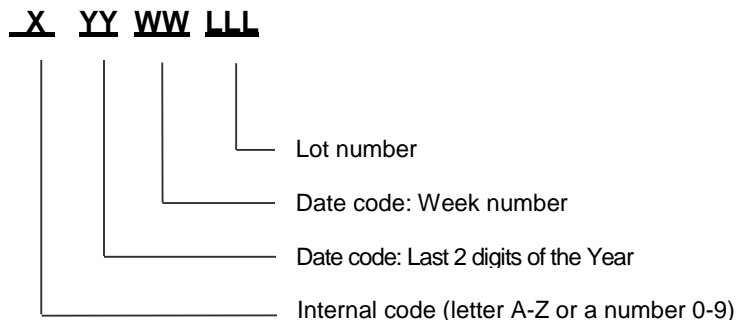 X YY WW LLL
Lot number
Date code: Week number
Date code: Last 2 digits of the Year
Internal code (letter A-Z or a number 0-9)